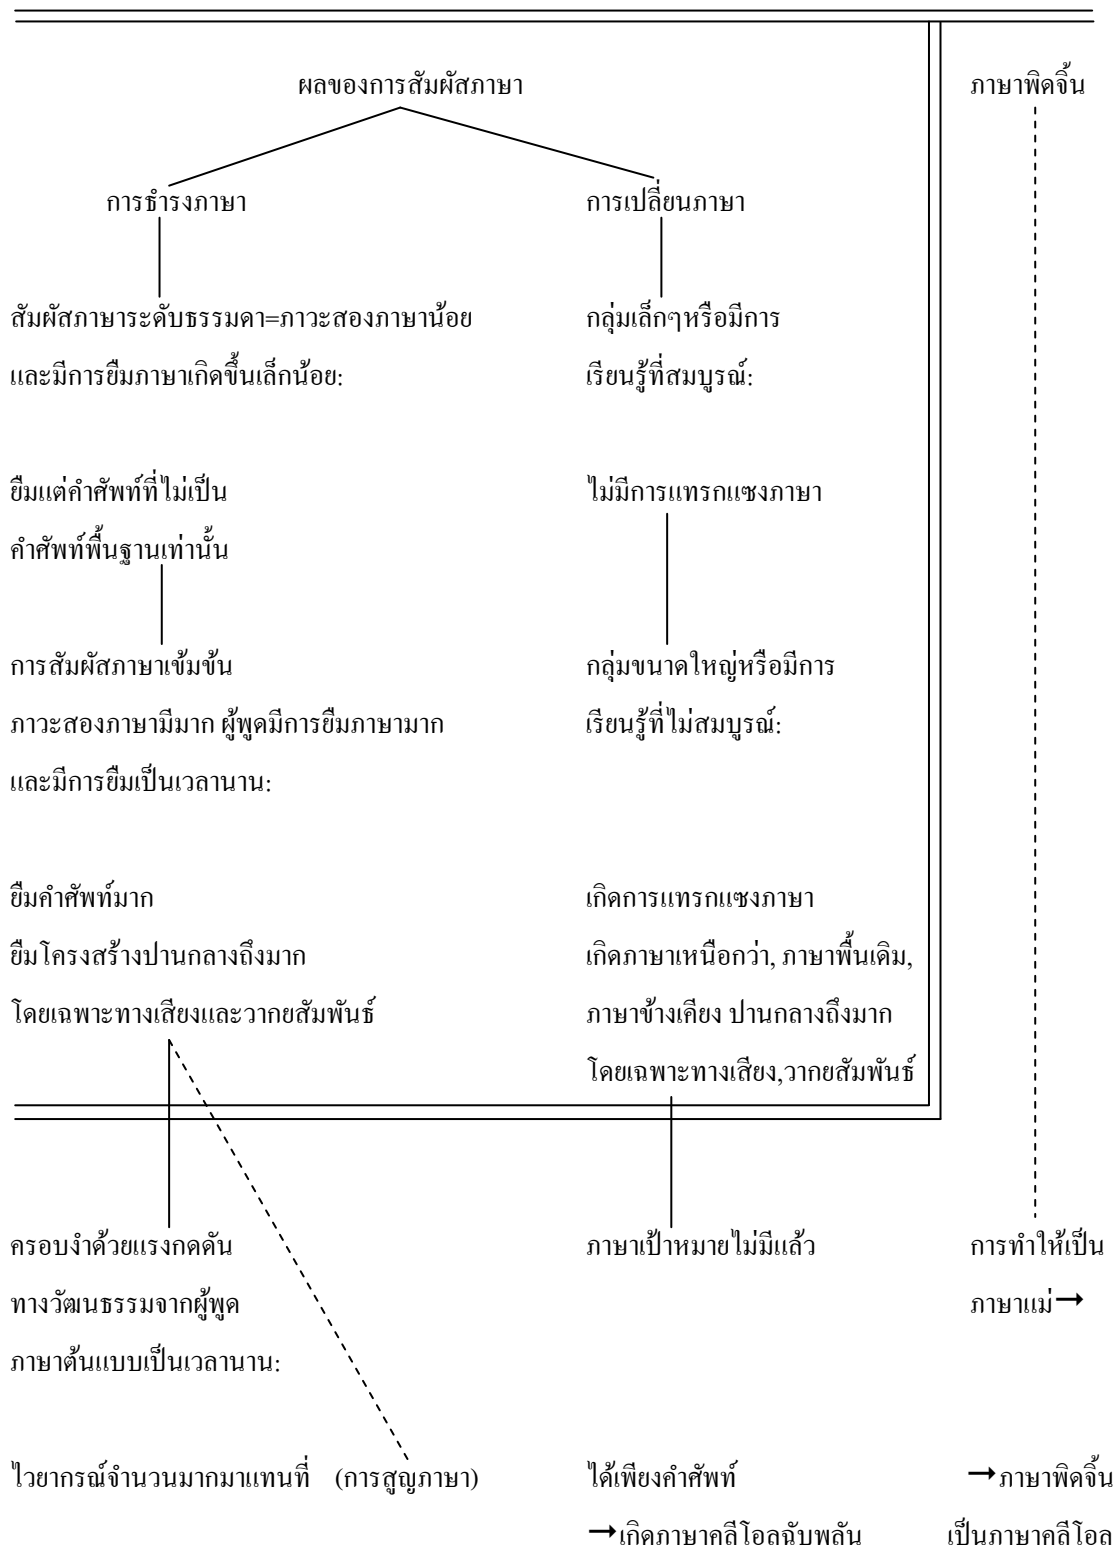 ผลของการสัมผัสภาษา ภาษาพิดจิ้น
การธำรงภาษา การเปลี่ยนภาษา
สัมผัสภาษาระดับธรรมดา=ภาวะสองภาษาน้อย กลุ่มเล็กๆหรือมีการ
และมีการยืมภาษาเกิดขึ้นเล็กน้อย: เรียนรู้ที่สมบูรณ์:
ยืมแต่คำศัพท์ที่ไม่เป็น ไม่มีการแทรกแซงภาษา
คำศัพท์พื้นฐานเท่านั้น
การสัมผัสภาษาเข้มข้น กลุ่มขนาดใหญ่หรือมีการ
ภาวะสองภาษามีมาก ผู้พูดมีการยืมภาษามาก เรียนรู้ที่ไม่สมบูรณ์:
และมีการยืมเป็นเวลานาน:
ยืมคำศัพท์มาก เกิดการแทรกแซงภาษา
ยืมโครงสร้างปานกลางถึงมาก เกิดภาษาเหนือกว่า, ภาษาพื้นเดิม,
โดยเฉพาะทางเสียงและวากยสัมพันธ์ ภาษาข้างเคียง ปานกลางถึงมาก
โดยเฉพาะทางเสียง,วากยสัมพันธ์
ครอบงำด้วยแรงกดดัน ภาษาเป้าหมายไม่มีแล้ว การทำให้เป็น
ทางวัฒนธรรมจากผู้พูด ภาษาแม่→
ภาษาต้นแบบเป็นเวลานาน:
ไวยากรณ์จำนวนมากมาแทนที่ (การสูญภาษา) ได้เพียงคำศัพท์ →ภาษาพิดจิ้น
→เกิดภาษาคลีโอลฉับพลัน เป็นภาษาคลีโอล